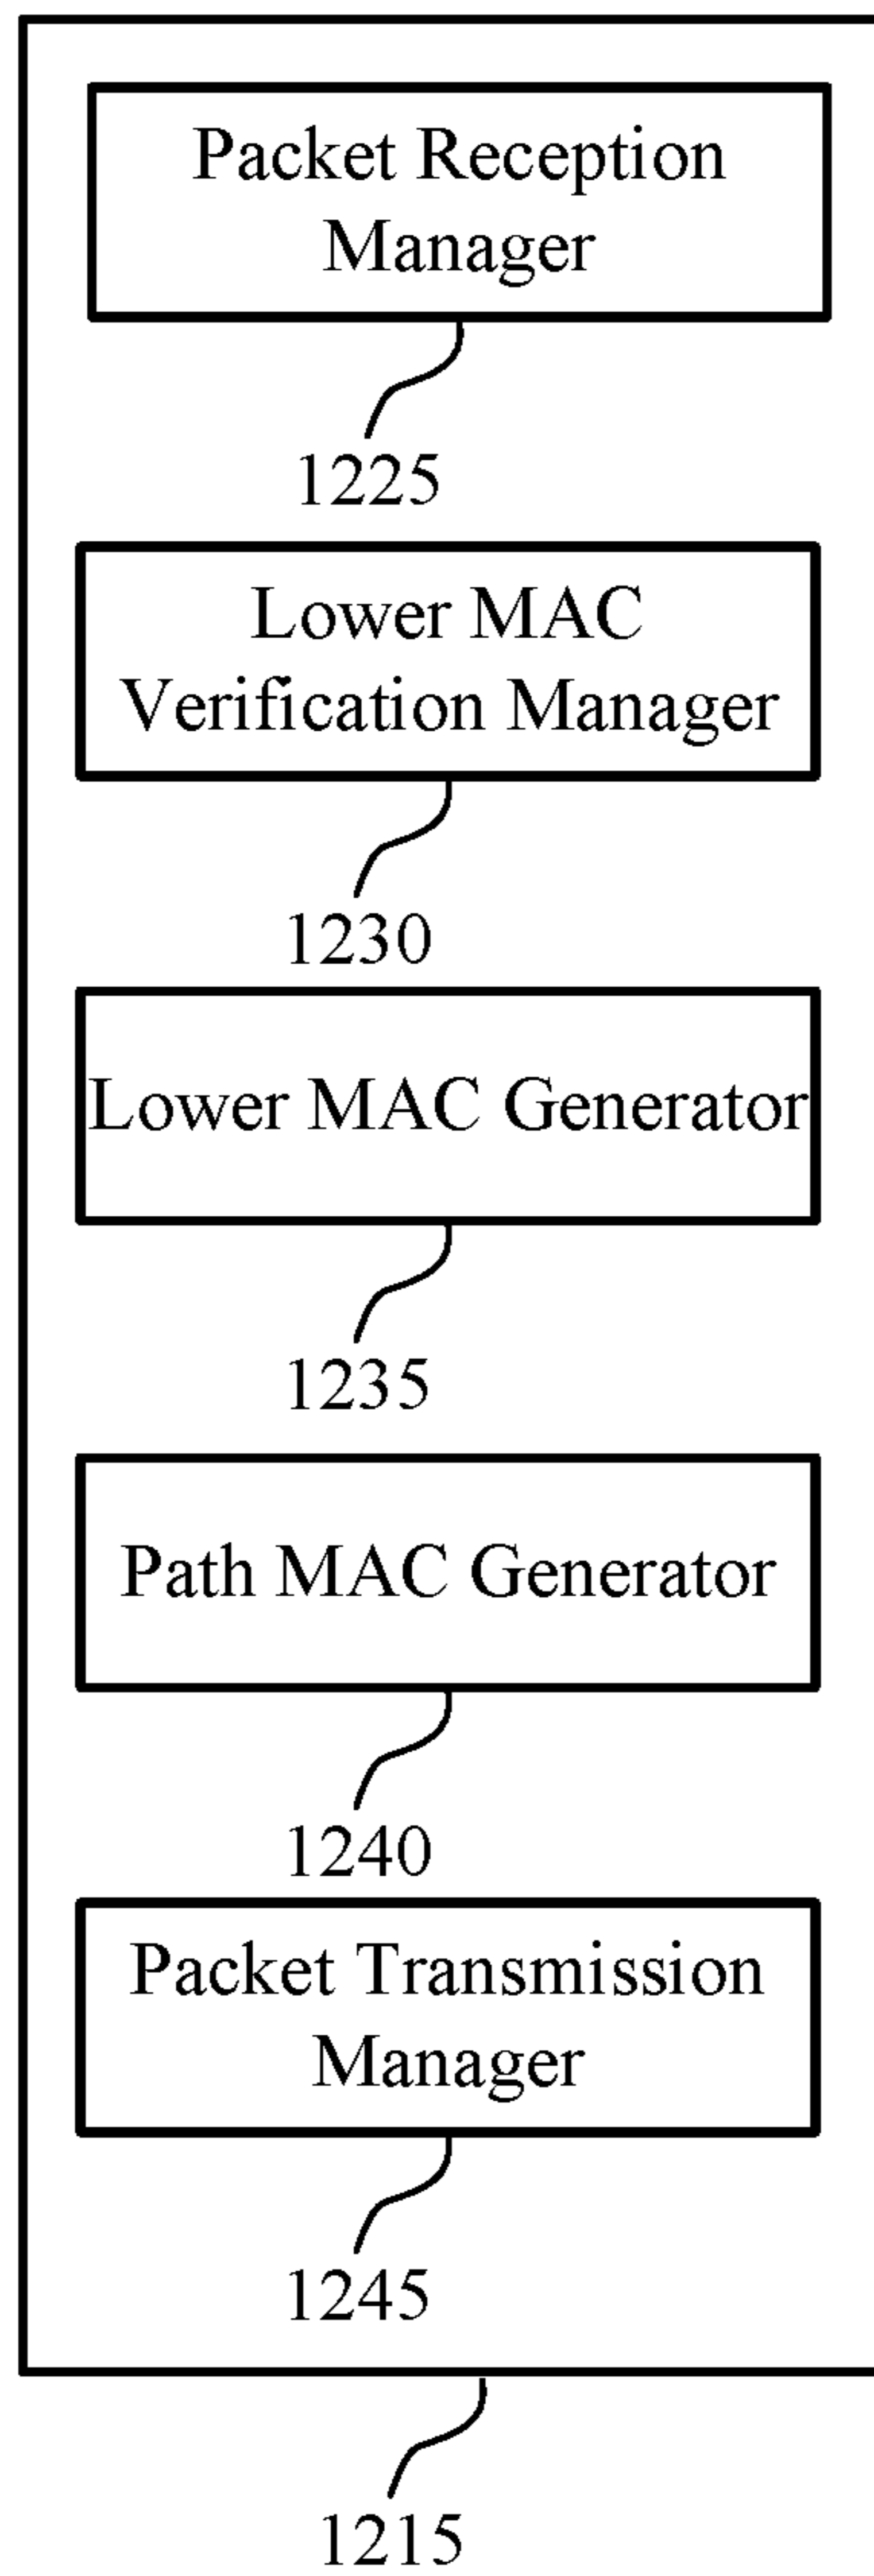 Packet Reception
Manager
1225
Lower MAC
Verification Manager
1230
Lower MAC Generator
1235
Path MAC Generator
1240
Packet Transmission
Manager
1245
1215